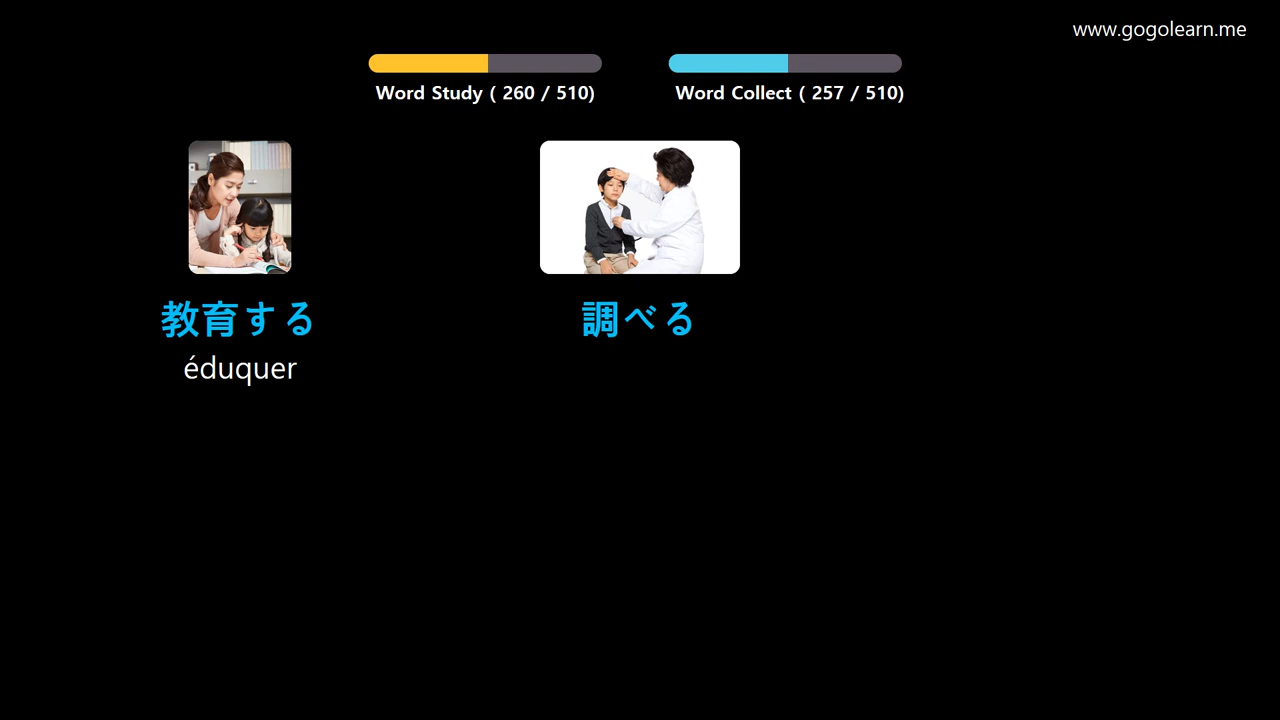 www.gogolearn.me
Word Study ( 260 / 510)
Word Collect ( 257 / 510)
教育する
éduquer
調べる